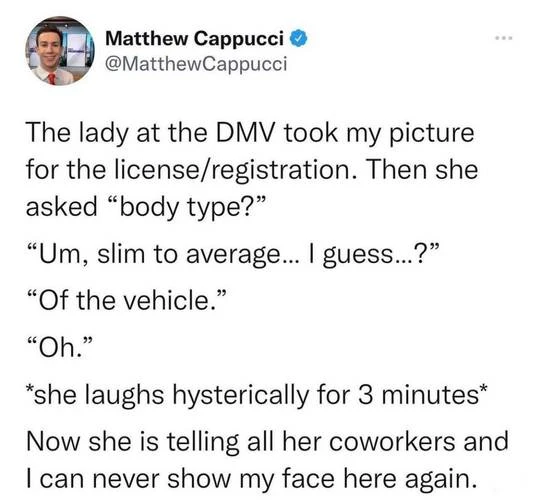 Matthew Cappucci
@MatthewCappucci
The lady at the DMV took my picture
for the license/registration. Then she
asked “body type?”
“Um, slim to average... I guess...?”
“Of the vehicle.”
“Oh.”
*she laughs hysterically for 3 minutes*
Now she is telling all her coworkers and
I can never show my face here again.